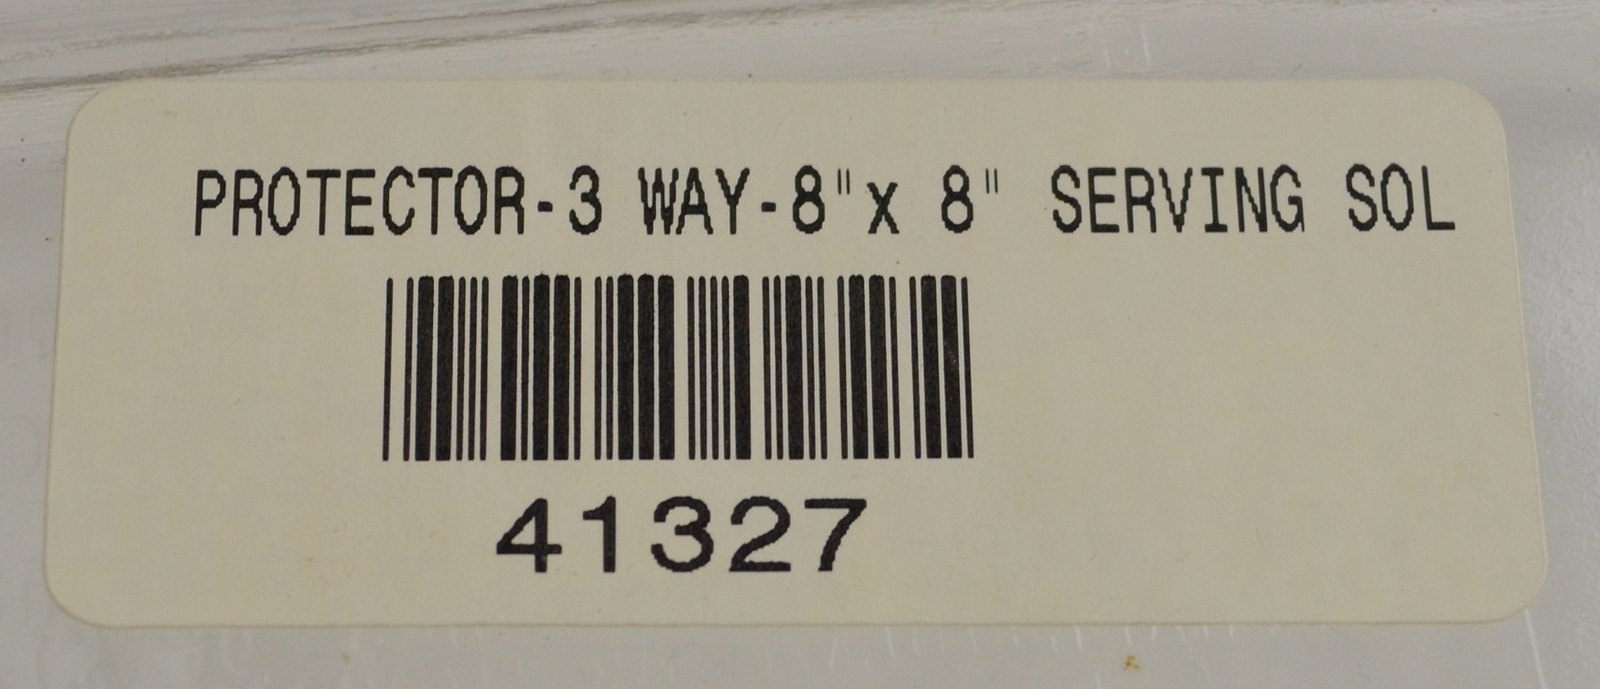 PROTECTOR-3 WAY-8"x 8" SERVING SOL
41327